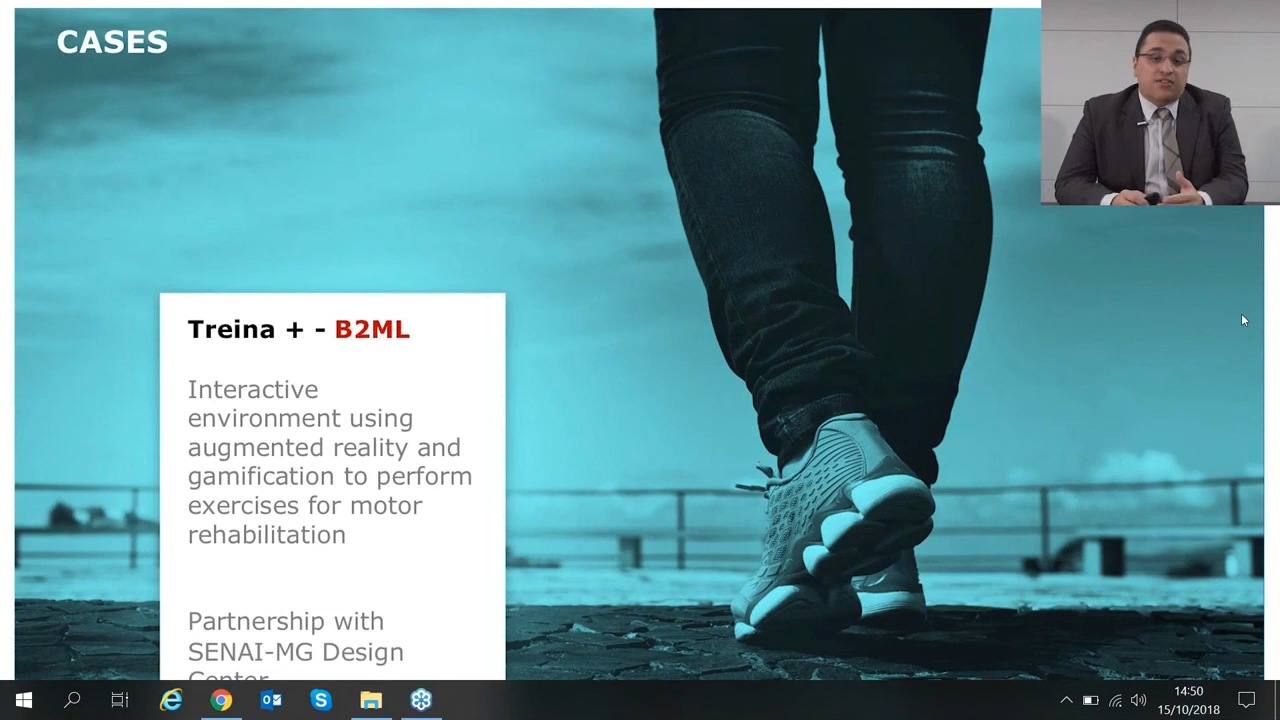 CASES
Treina + - B2ML
Interactive
environment using
augmented reality and
gamification to perform
exercises for motor
rehabilitation
Partnership with
SENAI-MG Design
Center
14:50
15/10/2018